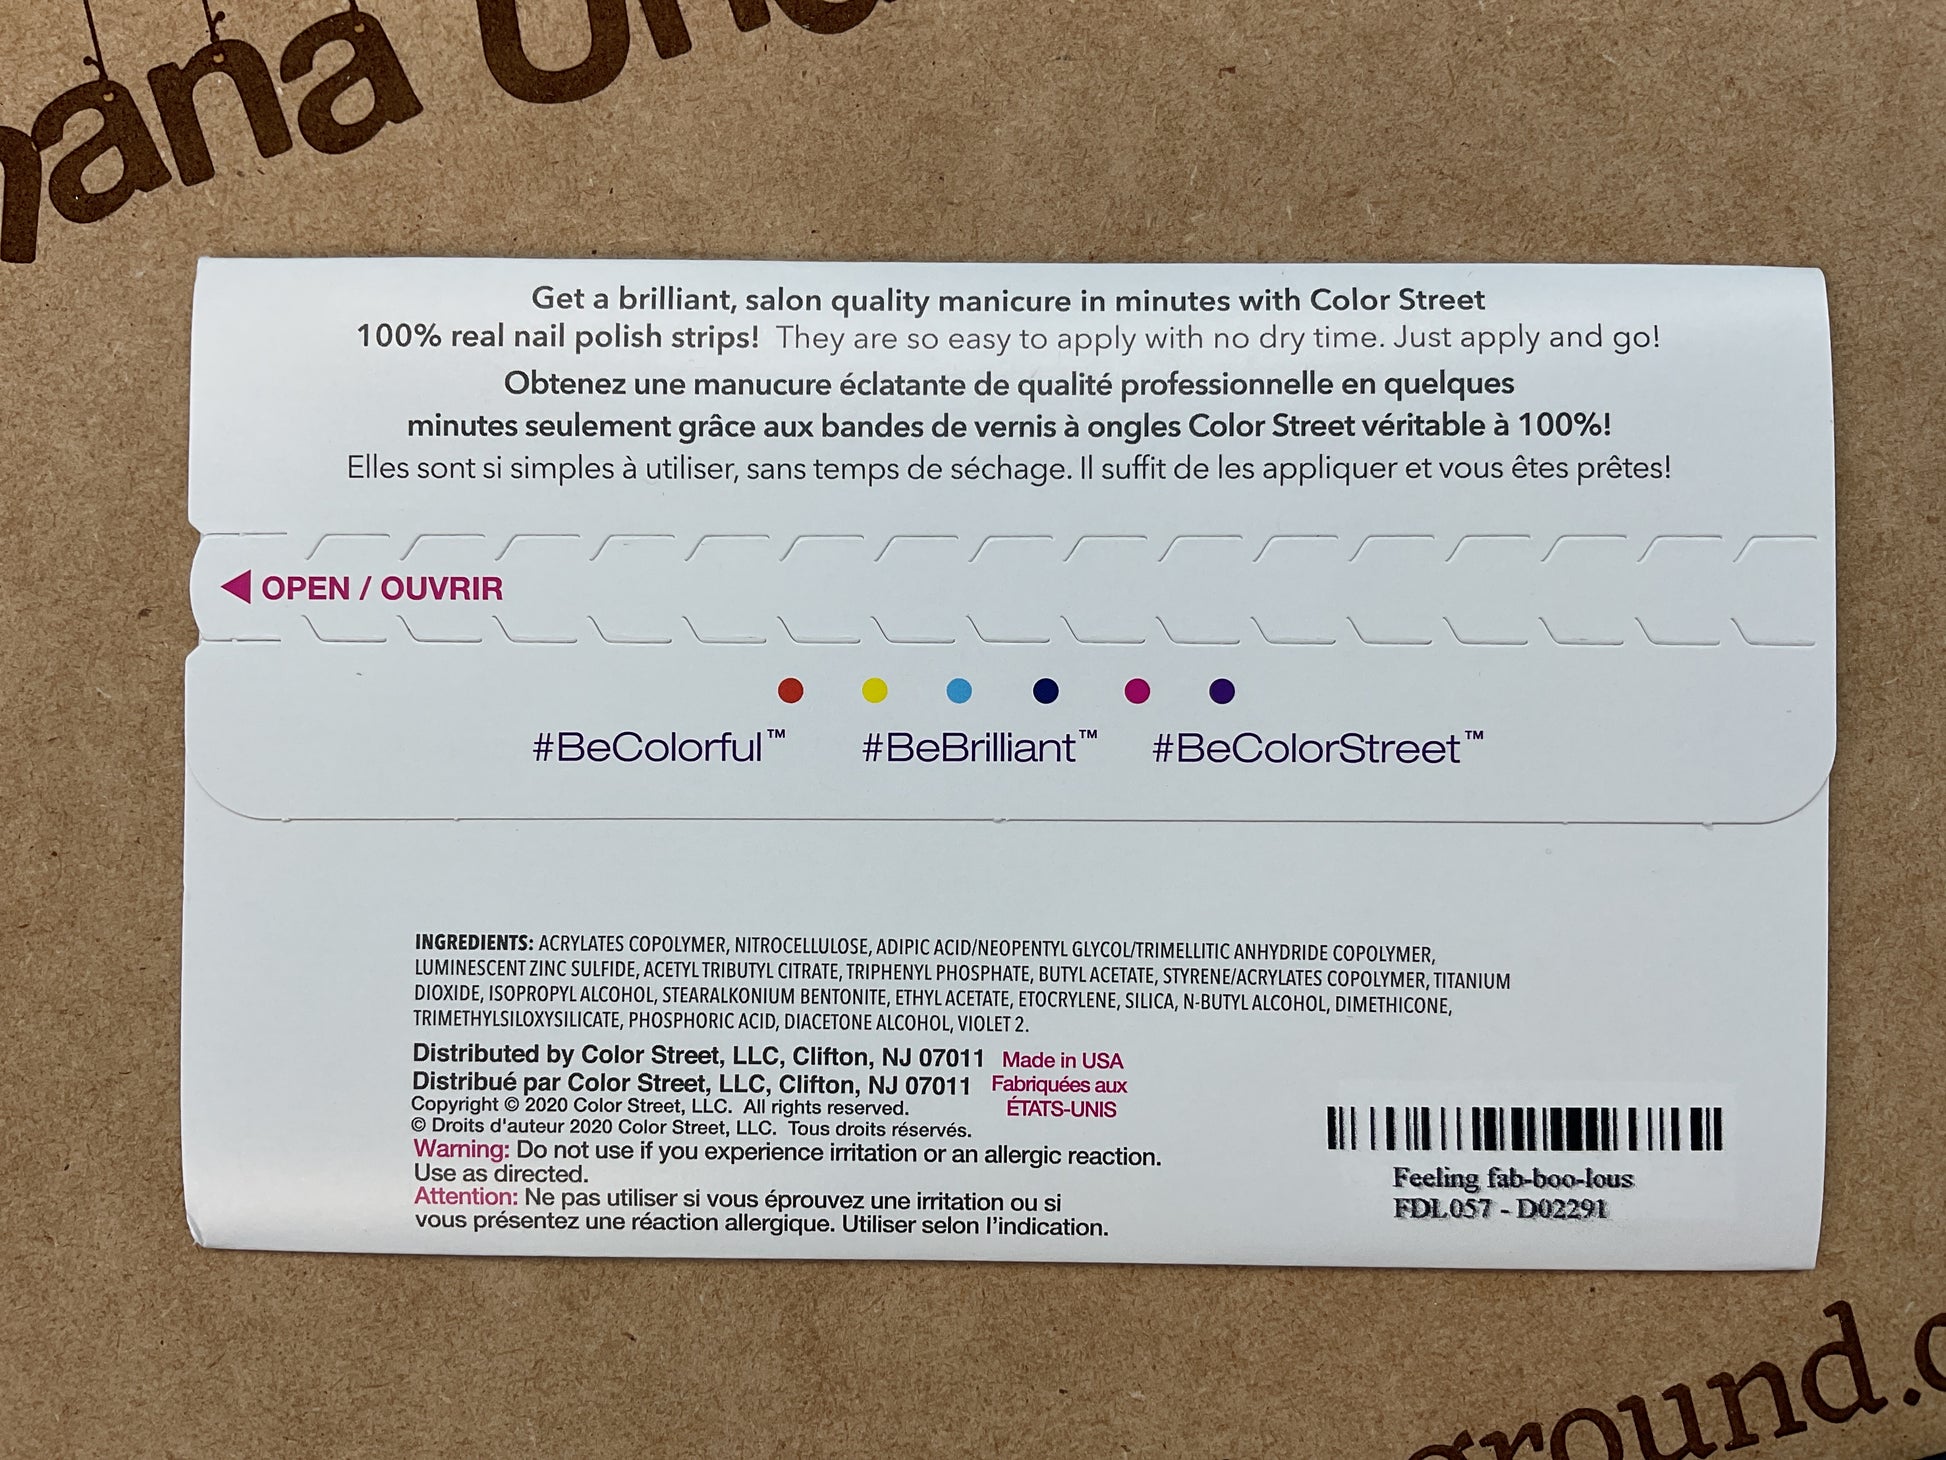 Get a brilliant, salon quality manicure in minutes with Color Street
100% real nail polish strips! They are so easy to apply with no dry time. Just apply and go!
Obtenez une manucure éclatante de qualité professionnelle en quelques
minutes seulement grâce aux bandes de vernis à ongles Color Street véritable à 100%!
Elles sont si simples à utiliser, sans temps de séchage. Il suffit de les appliquer et vous êtes prêtes!
OPEN / OUVRIR
#BeColorful™ #BeBrilliant™ #BeColorStreet™
INGREDIENTS: ACRYLATES COPOLYMER, NITROCELLULOSE, ADIPIC ACID/NEOPENTYL GLYCOL/TRIMELLITIC ANHYDRIDE COPOLYMER,
LUMINESCENT ZINC SULFIDE, ACETYL TRIBUTYL CITRATE, TRIPHENYL PHOSPHATE, BUTYL ACETATE, STYRENE/ACRYLATES COPOLYMER, TITANIUM
DIOXIDE, ISOPROPYL ALCOHOL, STEARALKONIUM BENTONITE, ETHYL ACETATE, ETOCRYLENE, SILICA, N-BUTYL ALCOHOL, DIMETHICONE,
TRIMETHYLSILOXYSILICATE, PHOSPHORIC ACID, DIACETONE ALCOHOL, VIOLET 2.
Distributed by Color Street, LLC, Clifton, NJ 07011 Made in USA
Distribué par Color Street, LLC, Clifton, NJ 07011 Fabriquées aux
Copyright © 2020 Color Street, LLC. All rights reserved. ÉTATS-UNIS
© Droits d'auteur 2020 Color Street, LLC. Tous droits réservés.
Warning: Do not use if you experience irritation or an allergic reaction.
Use as directed.
Attention: Ne pas utiliser si vous éprouvez une irritation ou si
vous présentez une réaction allergique. Utiliser selon l'indication.
Feeling fab-boo-lous
FDL057 - D02291